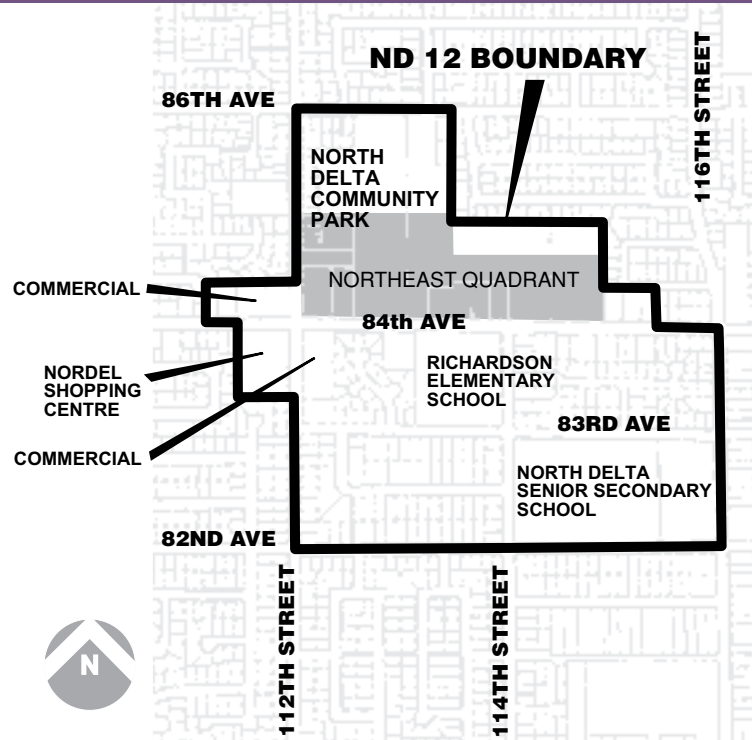 ND 12 BOUNDARY
116TH STREET
86TH AVE
NORTH
DELTA
COMMUNITY
PARK
COMMERCIAL
NORTHEAST QUADRANT
84th AVE
NORDEL
SHOPPING
CENTRE
RICHARDSON
ELEMENTARY
SCHOOL
83RD AVE
COMMERCIAL
NORTH DELTA
SENIOR SECONDARY
SCHOOL
82ND AVE
112TH STREET
114TH STREET
N